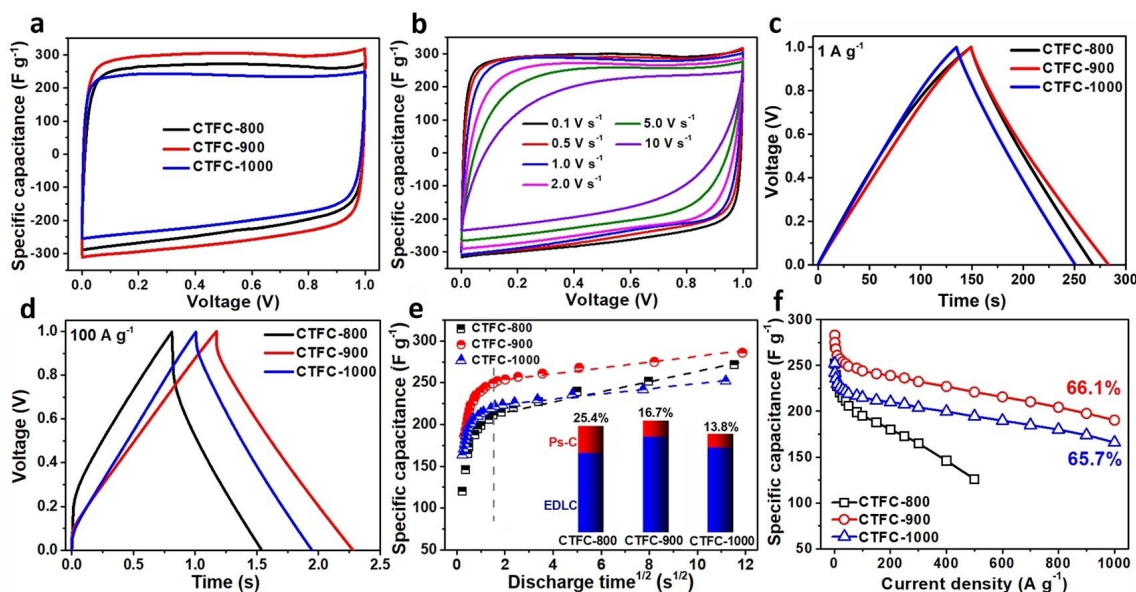 a
Specific capacitance (F g⁻¹)
300
200
100
0
-100
-200
-300
CTFC-800
CTFC-900
CTFC-1000
0.0 0.2 0.4 0.6 0.8 1.0
Voltage (V)
b
Specific capacitance (F g⁻¹)
300
200
100
0
-100
-200
-300
0.1 V s⁻¹ 5.0 V s⁻¹
0.5 V s⁻¹ 10 V s⁻¹
1.0 V s⁻¹
2.0 V s⁻¹
0.0 0.2 0.4 0.6 0.8 1.0
Voltage (V)
c
Voltage (V)
1.0
0.8
0.6
0.4
0.2
0.0
1 A g⁻¹
CTFC-800
CTFC-900
CTFC-1000
0 50 100 150 200 250 300
Time (s)
d
Voltage (V)
1.0
0.8
0.6
0.4
0.2
0.0
100 A g⁻¹
CTFC-800
CTFC-900
CTFC-1000
0.0 0.5 1.0 1.5 2.0 2.5
Time (s)
e
Specific capacitance (F g⁻¹)
300
250
200
150
100
50
CTFC-800
CTFC-900
CTFC-1000
25.4% 16.7% 13.8%
Ps-C
EDLC
CTFC-800 CTFC-900 CTFC-1000
0 2 4 6 8 10 12
Discharge time¹/² (s¹/²)
f
Specific capacitance (F g⁻¹)
300
250
200
150
100
50
66.1%
65.7%
CTFC-800
CTFC-900
CTFC-1000
0 200 400 600 800 1000
Current density (A g⁻¹)